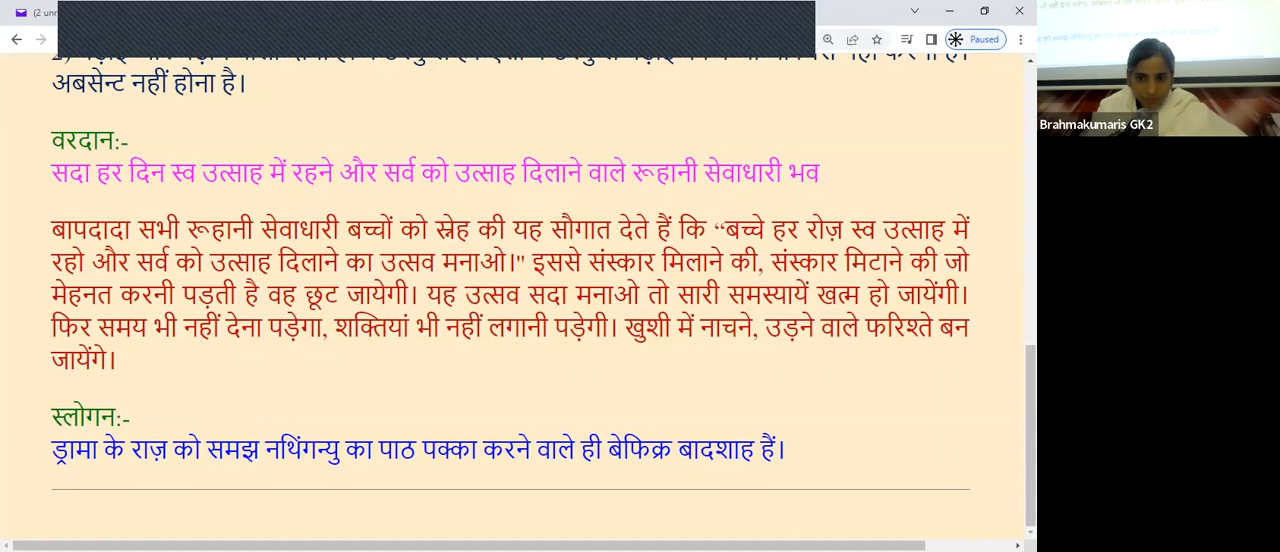 (2 unr
Paused
अबसेन्ट नहीं होना है।
वरदान:-
सदा हर दिन स्व उत्साह में रहने और सर्व को उत्साह दिलाने वाले रूहानी सेवाधारी भव
बापदादा सभी रूहानी सेवाधारी बच्चों को स्नेह की यह सौगात देते हैं कि “बच्चे हर रोज़ स्व उत्साह में
रहो और सर्व को उत्साह दिलाने का उत्सव मनाओ।" इससे संस्कार मिलाने की, संस्कार मिटाने की जो
मेहनत करनी पड़ती है वह छूट जायेगी। यह उत्सव सदा मनाओ तो सारी समस्यायें खत्म हो जायेंगी।
फिर समय भी नहीं देना पड़ेगा, शक्तियां भी नहीं लगानी पड़ेगी। खुशी में नाचने, उड़ने वाले फरिश्ते बन
जायेंगे।
स्लोगन:-
ड्रामा के राज़ को समझ नथिंगन्यु का पाठ पक्का करने वाले ही बेफिक्र बादशाह हैं।
Brahmakumaris GK2